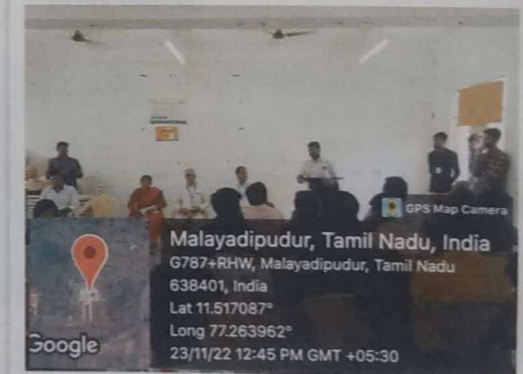 GPS Map Camera
Malayadipudur, Tamil Nadu, India
G787+RHW, Malayadipudur, Tamil Nadu
638401, India
Lat 11.517087°
Long 77.263962°
23/11/22 12:45 PM GMT +05:30
Google